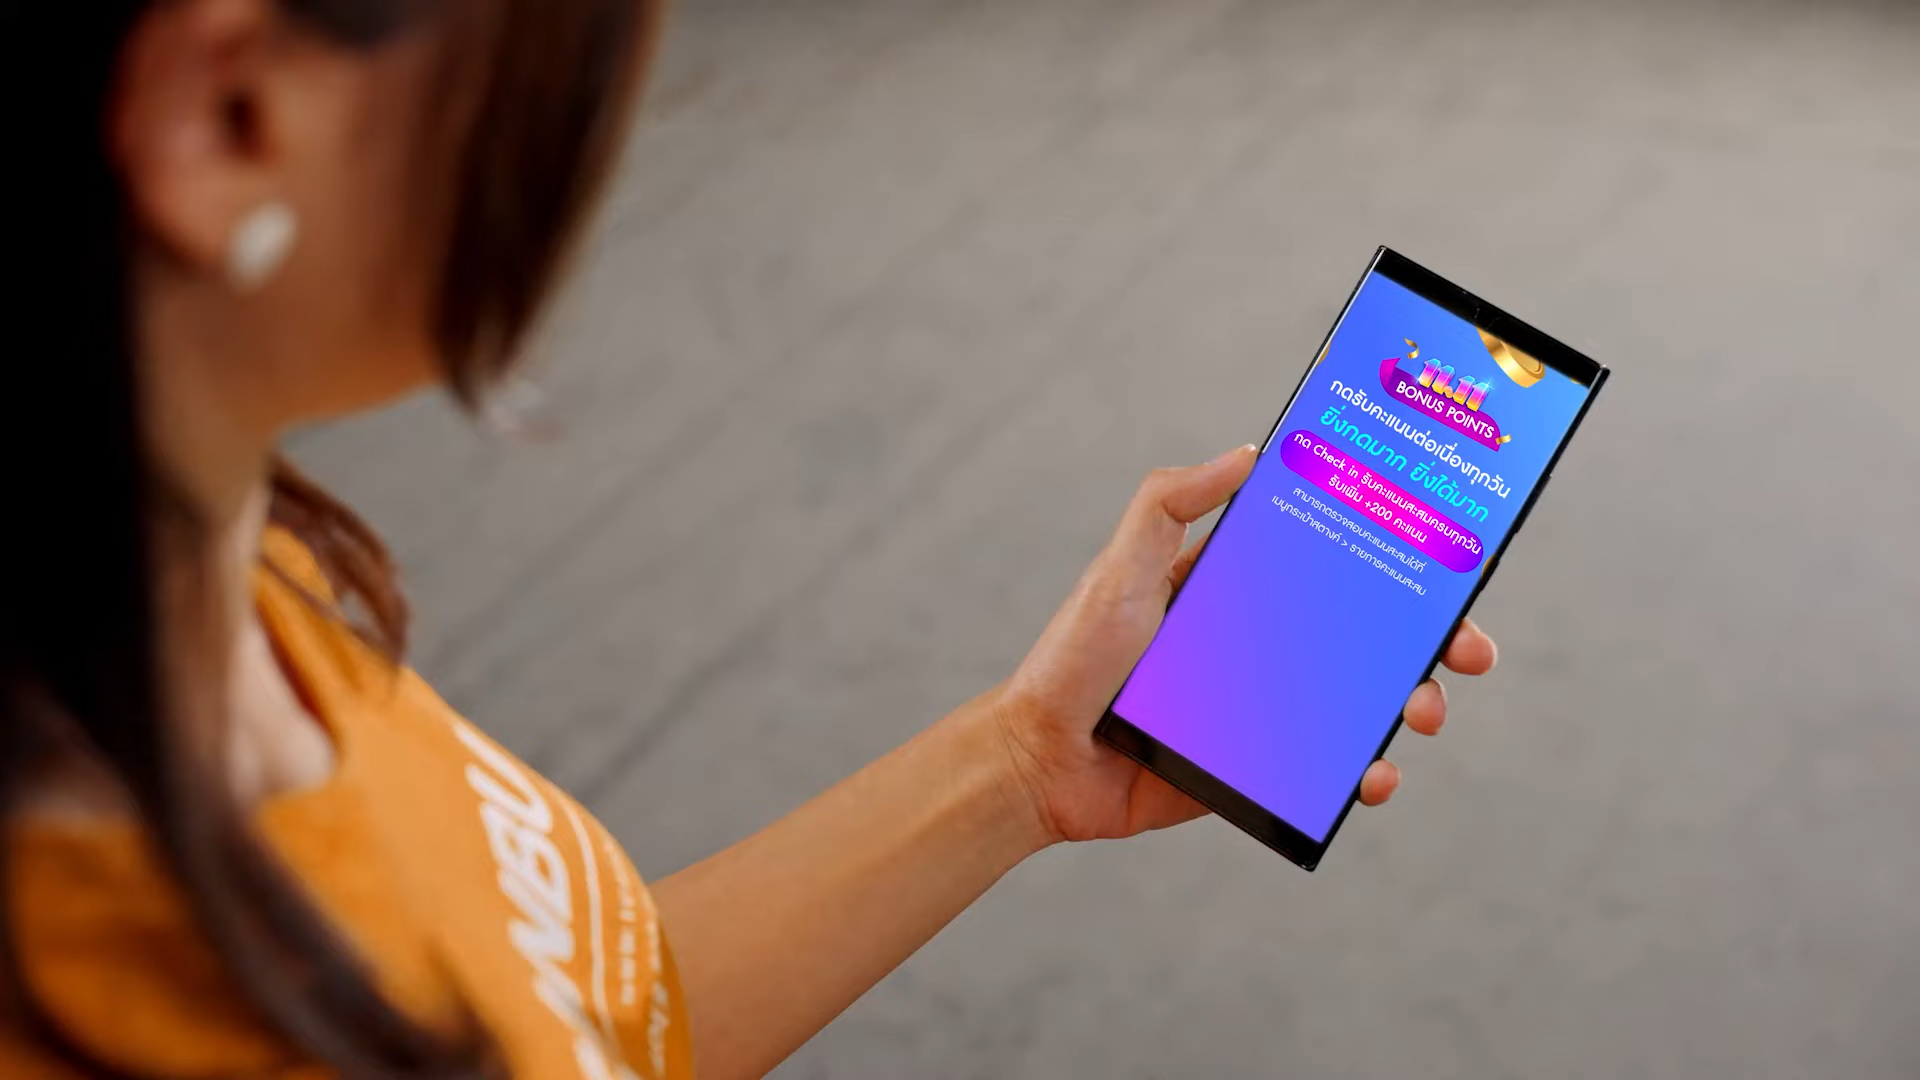 11.11
BONUS POINTS
กดรับคะแนนต่อเนื่องทุกวัน
ยิ่งกดมาก ยิ่งได้มาก
กด Check in รับคะแนนสะสมครบทุกวัน
รับเพิ่ม +200 คะแนน
สามารถตรวจสอบคะแนนสะสมได้ที่
เมนูกระเป๋าสตางค์ > รายการคะแนนสะสม